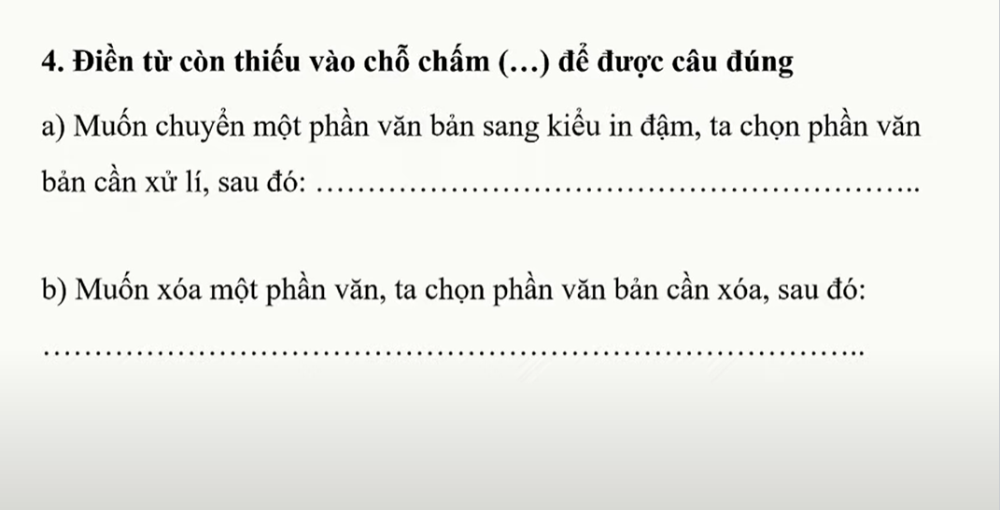 4. Điền từ còn thiếu vào chỗ chấm (...) để được câu đúng
a) Muốn chuyển một phần văn bản sang kiểu in đậm, ta chọn phần văn
bản cần xử lí, sau đó: ..........................................................
b) Muốn xóa một phần văn, ta chọn phần văn bản cần xóa, sau đó:
...............................................................................